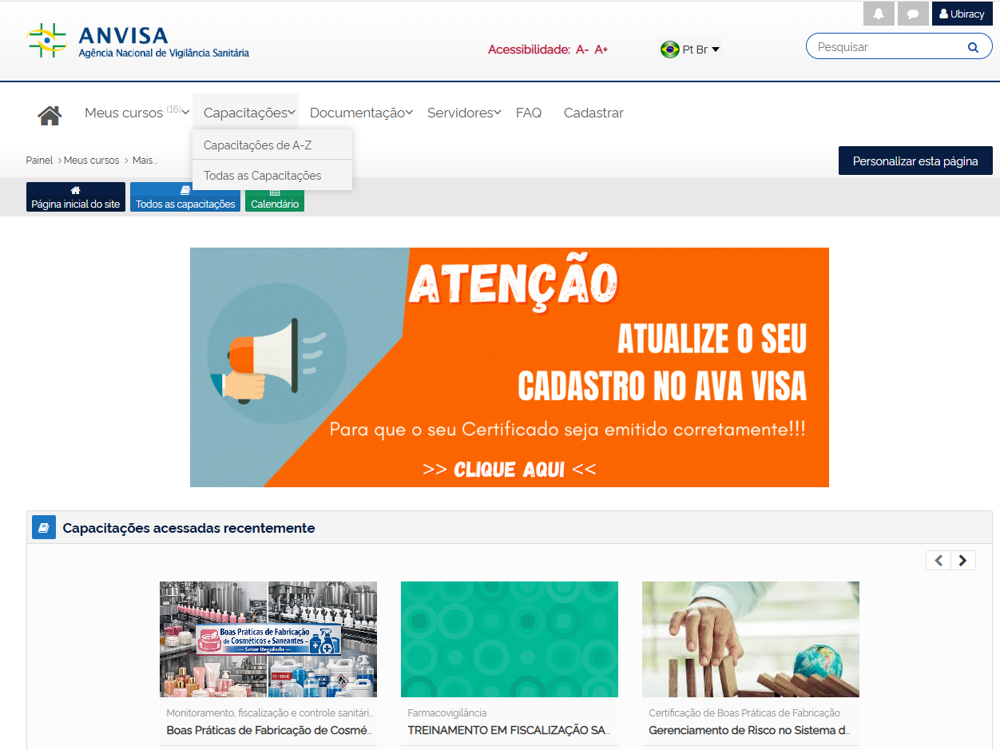 Ubiracy
ANVISA
Agência Nacional de Vigilância Sanitária
Acessibilidade: A- A+
Pt Br
Pesquisar
Meus cursos (16)
Capacitações
Documentação
Servidores
FAQ
Cadastrar
Capacitações de A-Z
Todas as Capacitações
Painel > Meus cursos > Mais...
Personalizar esta página
Página inicial do site
Todos as capacitações
Calendário
ATENÇÃO
ATUALIZE O SEU
CADASTRO NO AVA VISA
Para que o seu Certificado seja emitido corretamente!!!
>> CLIQUE AQUI <<
Capacitações acessadas recentemente
Boas Práticas de Fabricação
de Cosméticos e Saneantes –
— Setor Regulado —
Monitoramento, fiscalização e controle sanitári...
Boas Práticas de Fabricação de Cosmé...
Farmacovigilância
TREINAMENTO EM FISCALIZAÇÃO SA...
Certificação de Boas Práticas de Fabricação
Gerenciamento de Risco no Sistema d...